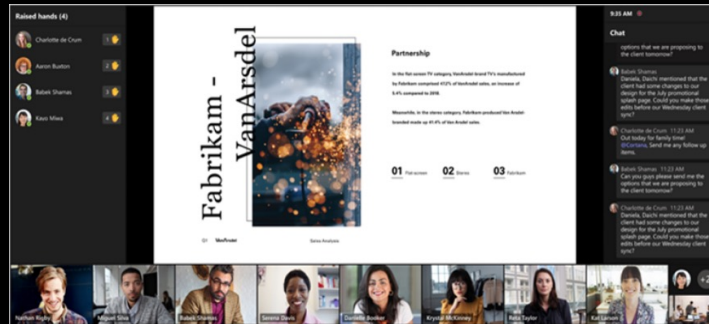 Raised hands (4)
Charlotte de Crum
1
Aaron Buxton
2
Babek Shamas
3
Kayo Miwa
4
Fabrikam -
VanArsdel
01 VanArsdel
Sales Analysis
Partnership
In the flat-screen TV category, VanArsdel-brand TV's manufactured
by Fabrikam comprised 41.2% of VanArsdel sales, an increase of
5.4% compared to 2018.
Meanwhile, in the stereo category, Fabrikam-produced Van Arsdel-
branded made up 41.4% of Van Arsdel sales.
01 Flat-screen
02 Stereo
03 Fabrikam
9:35 AM
Chat
options that we are proposing to
the client tomorrow?
Babek Shamas
Daniela, Daichi mentioned that the
client had some changes to our
design for the July promotional
splash page. Could you make those
edits before our Wednesday client
sync?
Charlotte de Crum 11:23 AM
Out today for family time!
@Cortana, Send me any follow up
items.
Babek Shamas 11:23 AM
Can you guys please send me the
options that we are proposing to
the client tomorrow?
Charlotte de Crum 11:23 AM
Daniela, Daichi mentioned that the
client had some changes to our
design for the July promotional
splash page. Could you make those
edits before our Wednesday client
sync?
Nathan Rigby
Miguel Silva
Babek Shamas
Serena Davis
Danielle Booker
Krystal McKinney
Reta Taylor
Kat Larsson
+2